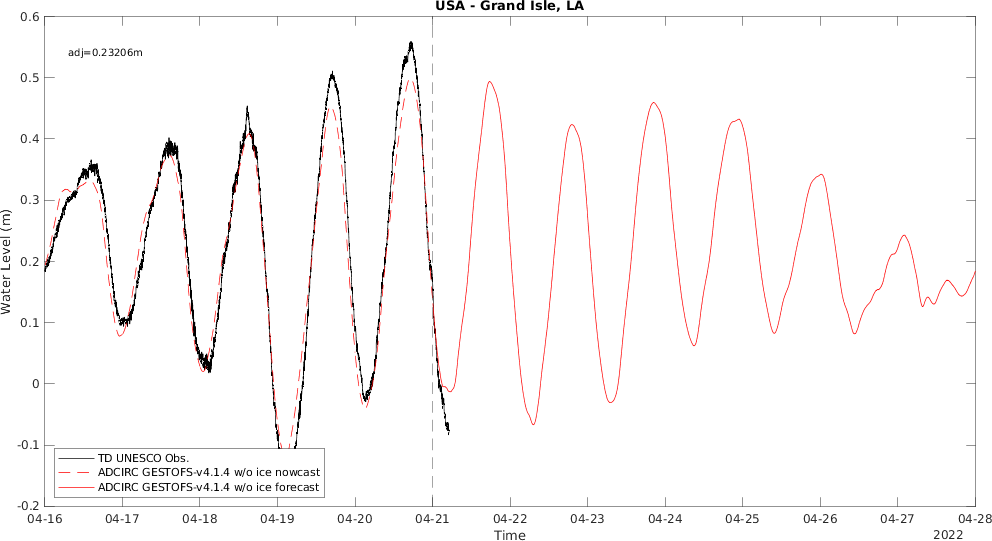 USA - Grand Isle, LA
adj=0.23206m
0.6
0.5
0.4
0.3
0.2
0.1
0
-0.1
-0.2
Water Level (m)
TD UNESCO Obs.
ADCIRC GESTOFS-v4.1.4 w/o ice nowcast
ADCIRC GESTOFS-v4.1.4 w/o ice forecast
04-16 04-17 04-18 04-19 04-20 04-21 04-22 04-23 04-24 04-25 04-26 04-27 04-28
Time
2022